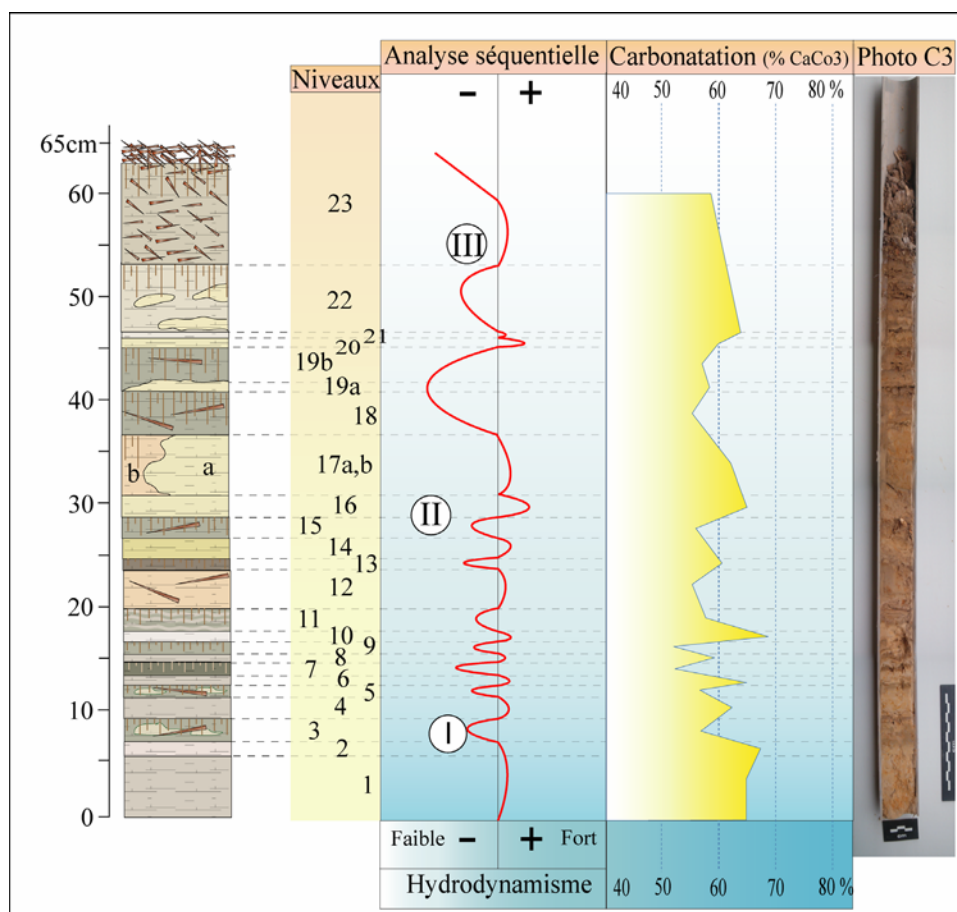 Analyse séquentielle Carbonatation (% CaCo3) Photo C3
Niveaux
– + 40 50 60 70 80 %
65cm
60
23
III
50
22
21
20
19b
19a
40
18
b a
17a,b
30
16
II
15
14
13
12
20
11
10
9
8
7
6
5
10
4
3
I
2
1
0
Faible – + Fort
Hydrodynamisme
40 50 60 70 80 %